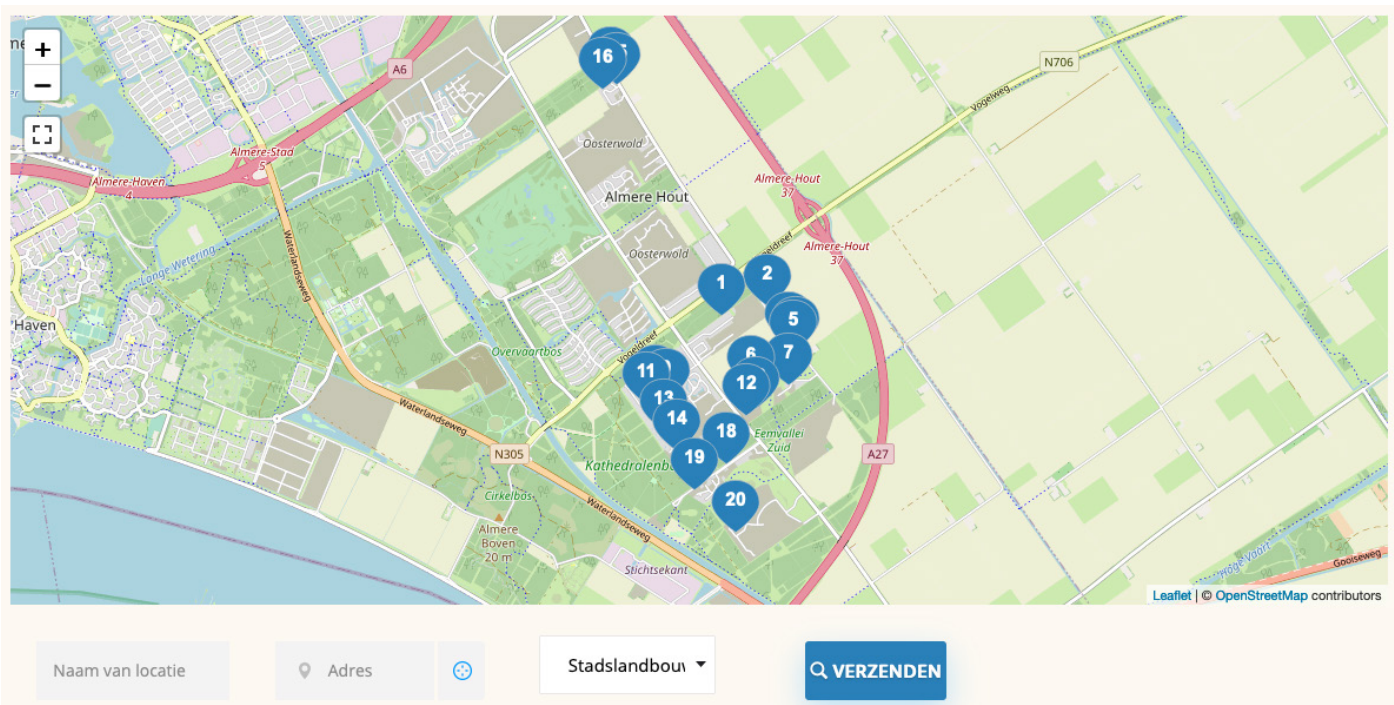 +
−
A6
N706
Vogelweg
16
Oosterwold
Almere-Stad
5
Almere-Haven
4
Almere Hout
Almere-Hout
37
Oosterwold
Almere-Hout
37
Waterlandseweg
Lange Wetering
1
2
5
Haven
Overvaartbos
Vogeldreef
6
7
11
12
13
14
Waterlandseweg
18
Eemvallei
Zuid
N305
19
A27
Cirkelbos
20
Waterlandseweg
Almere
Boven
20 m
Stichtsekant
Hoge Vaart
Gooiseweg
Leaflet | © OpenStreetMap contributors
Naam van locatie
Adres
Stadslandbou
VERZENDEN